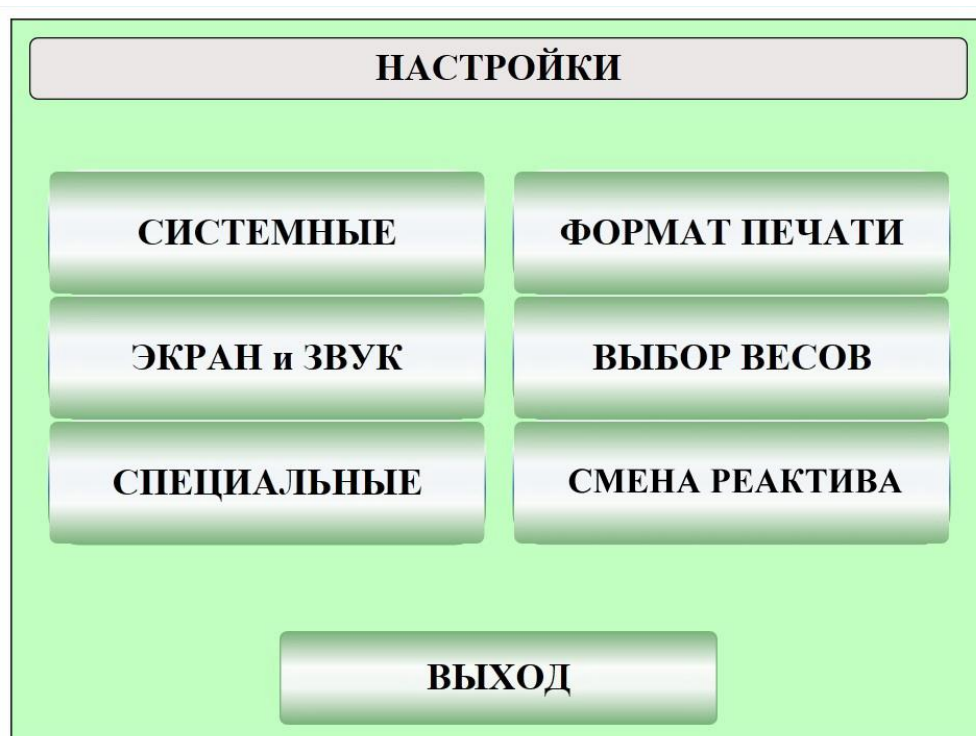 НАСТРОЙКИ
СИСТЕМНЫЕ
ФОРМАТ ПЕЧАТИ
ЭКРАН и ЗВУК
ВЫБОР ВЕСОВ
СПЕЦИАЛЬНЫЕ
СМЕНА РЕАКТИВА
ВЫХОД